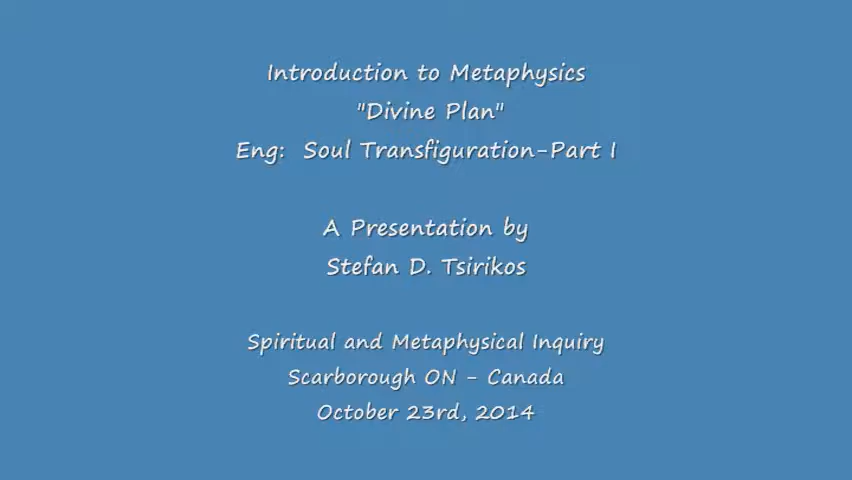 Introduction to Metaphysics
"Divine Plan"
Eng: Soul Transfiguration-Part I
A Presentation by
Stefan D. Tsirikos
Spiritual and Metaphysical Inquiry
Scarborough ON - Canada
October 23rd, 2014